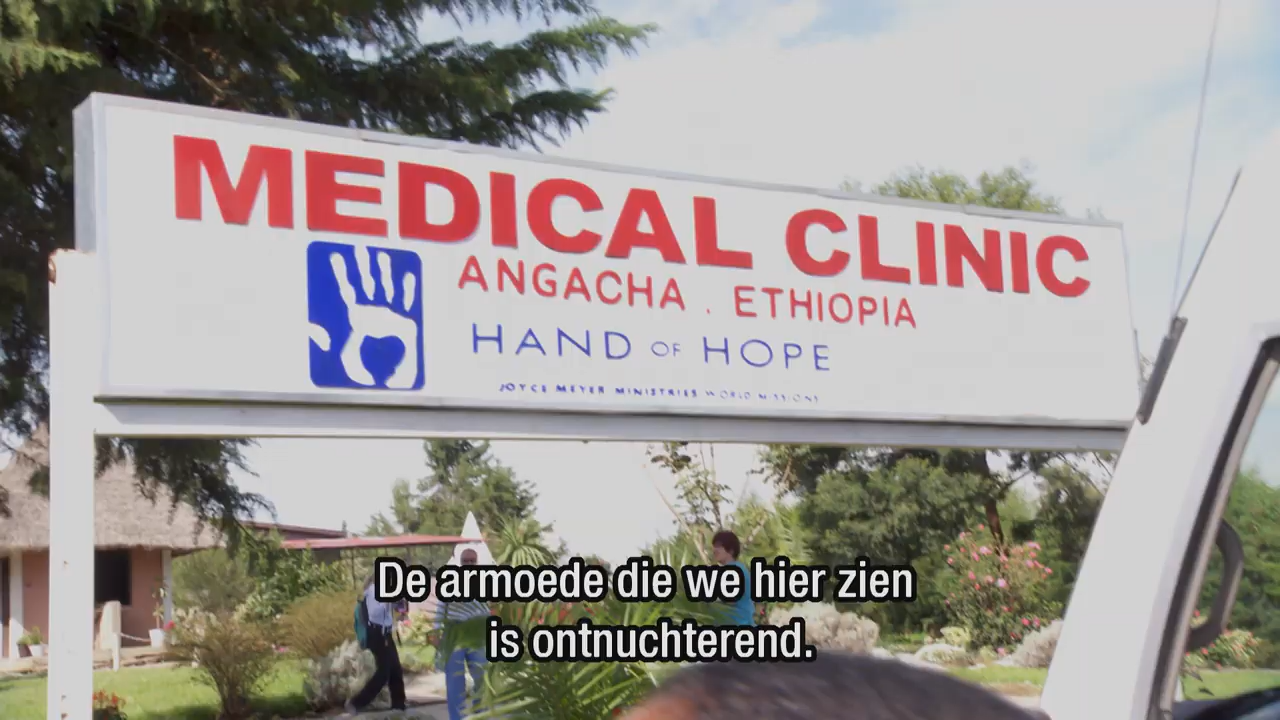 MEDICAL CLINIC
ANGACHA . ETHIOPIA
HAND OF HOPE
JOYCE MEYER MINISTRIES WORLD MISSIONS
De armoede die we hier zien
is ontnuchterend.